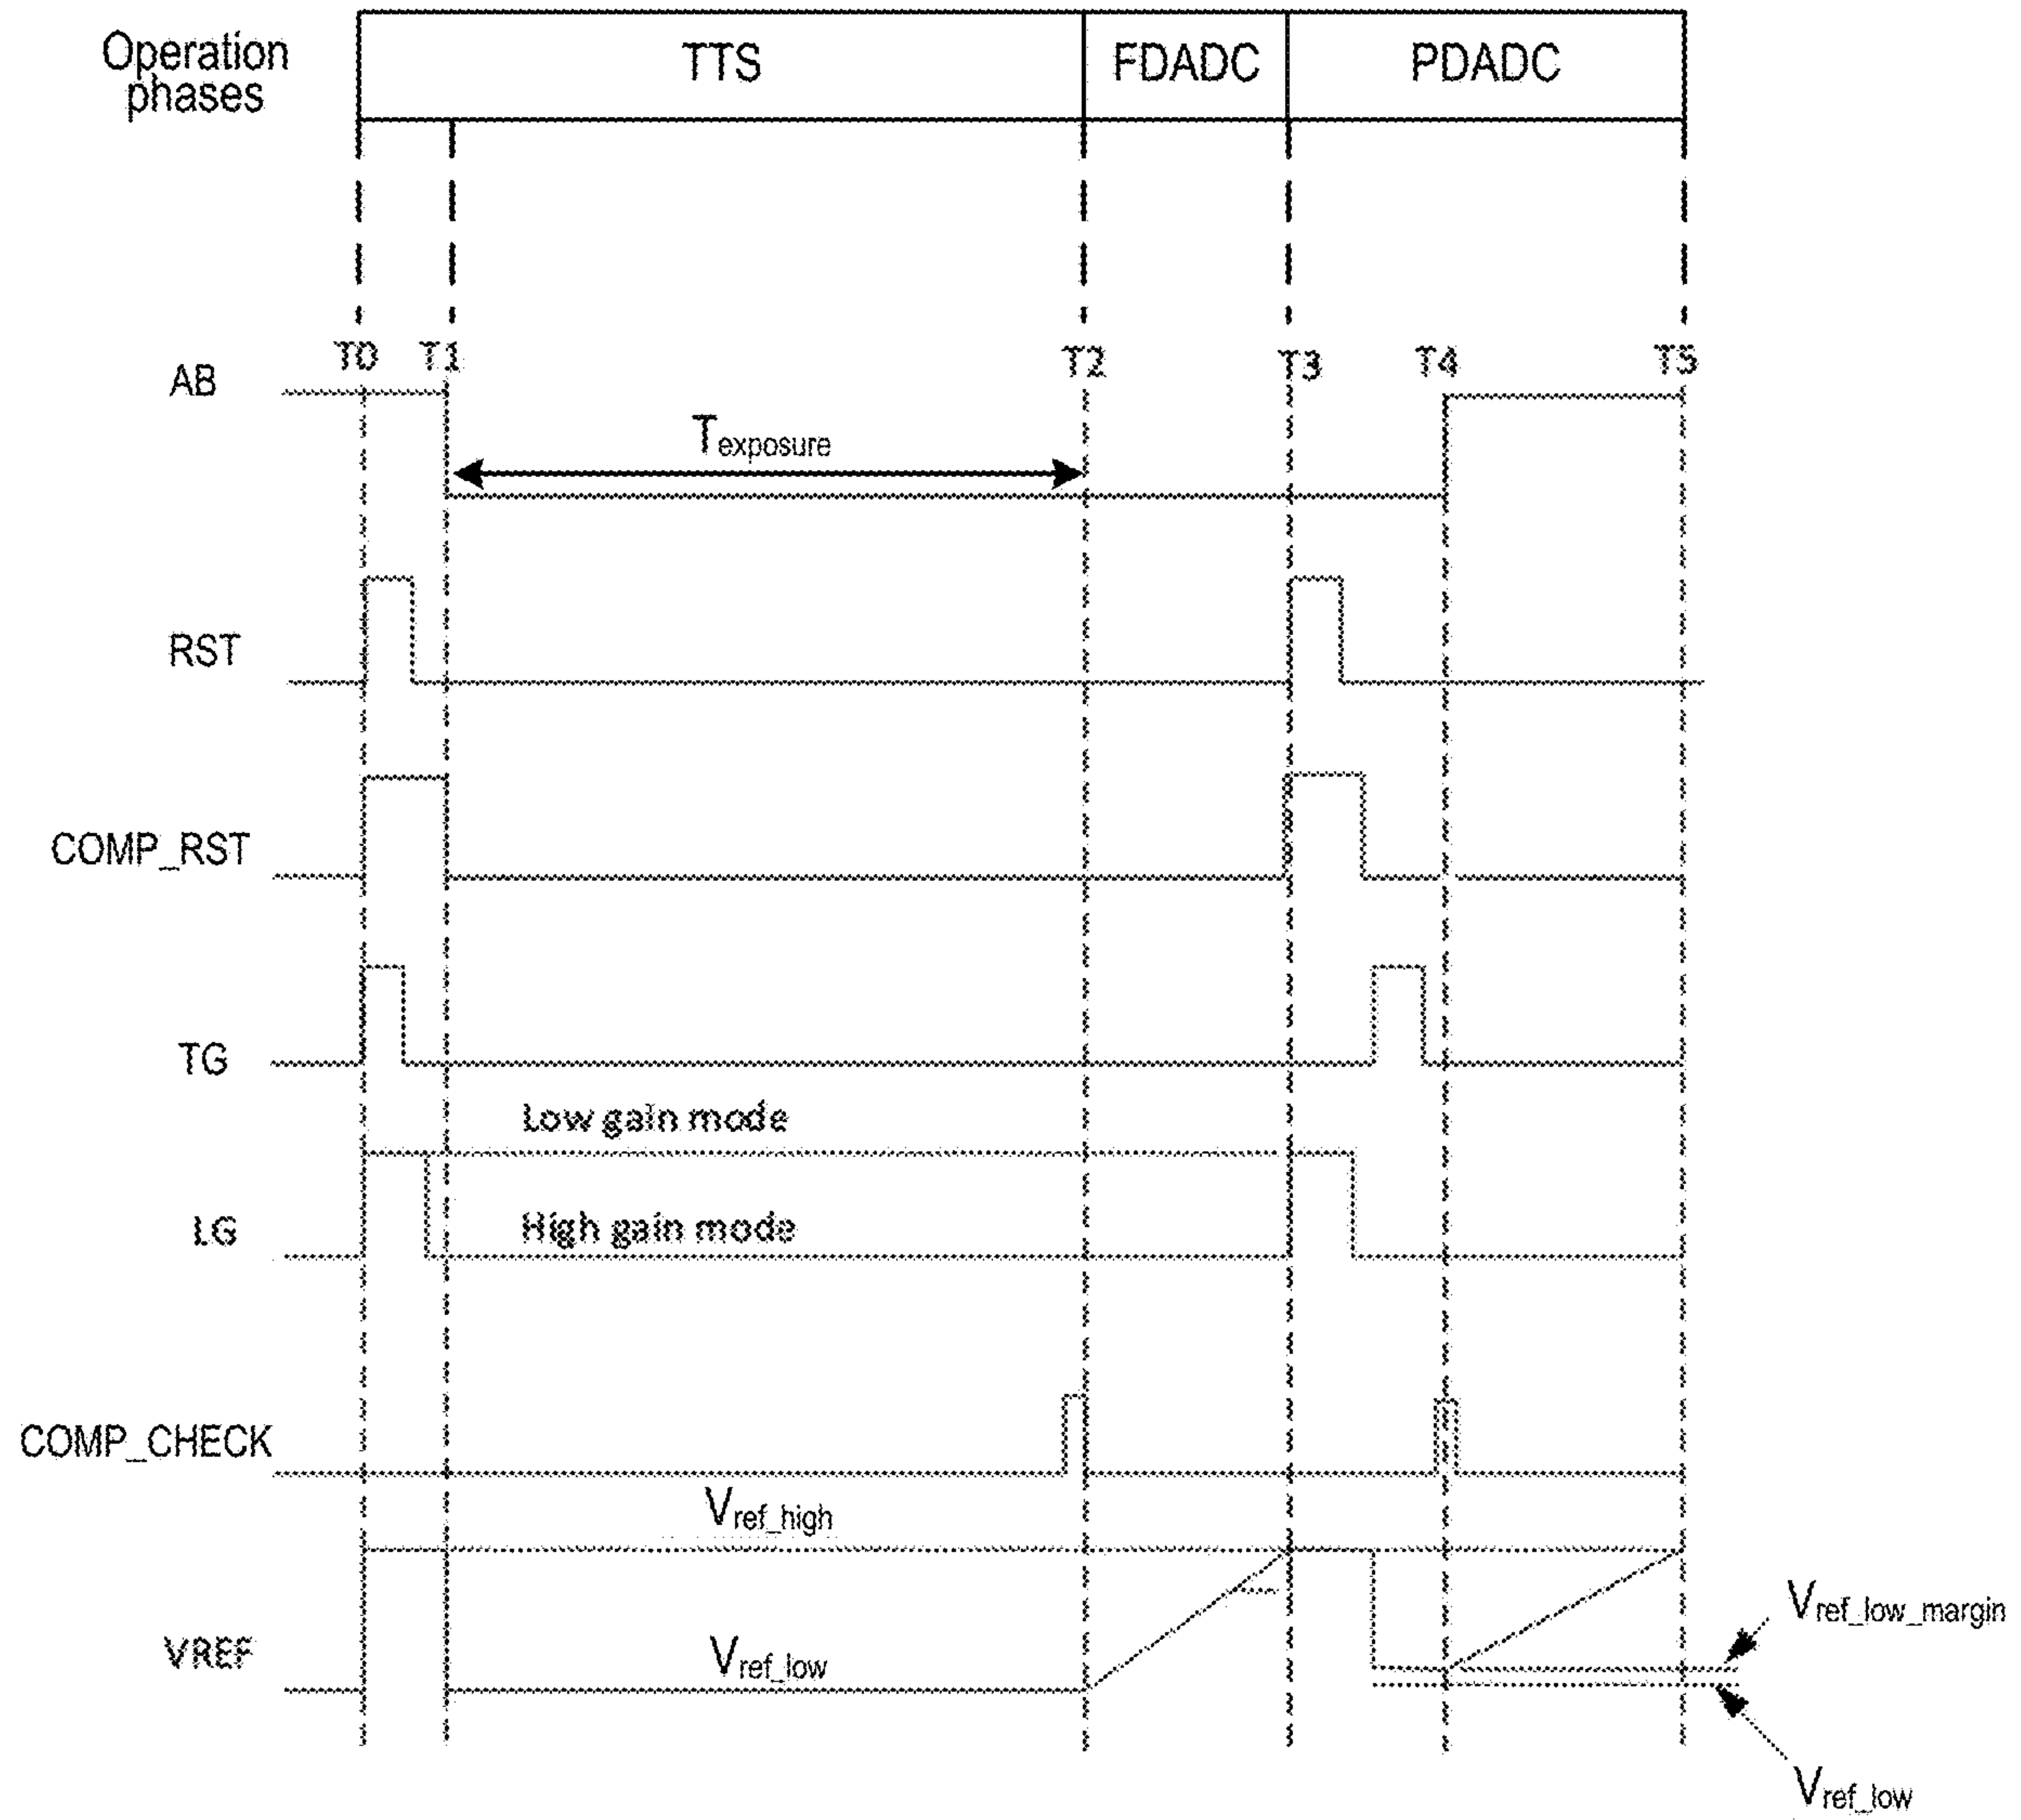 Operation phases
TTS
FDADC
PDADC
T0
T1
T2
T3
T4
T5
AB
Texposure
RST
COMP_RST
TG
Low gain mode
LG
High gain mode
COMP_CHECK
Vref_high
VREF
Vref_low
Vref_low_margin
Vref_low